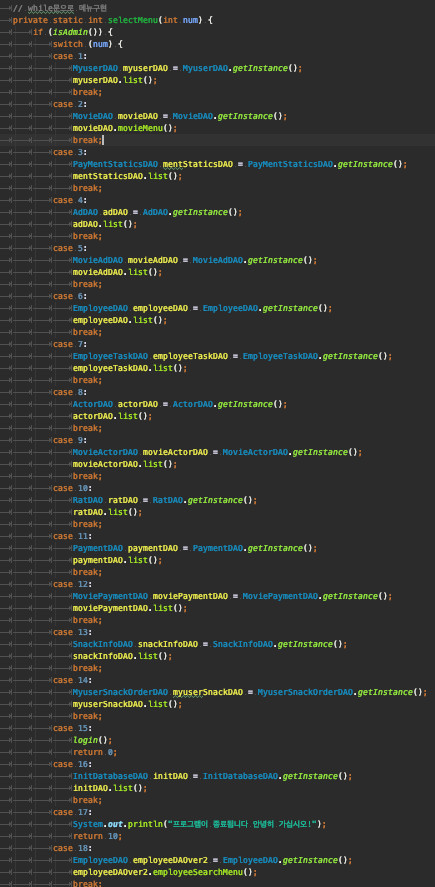 // while문으로 메뉴구현
private static int selectMenu(int num) {
if (isAdmin()) {
switch (num) {
case 1:
MyuserDAO myuserDAO = MyuserDAO.getInstance();
myuserDAO.list();
break;
case 2:
MovieDAO movieDAO = MovieDAO.getInstance();
movieDAO.movieMenu();
break;
case 3:
PayMentStaticsDAO mentStaticsDAO = PayMentStaticsDAO.getInstance();
mentStaticsDAO.list();
break;
case 4:
AdDAO adDAO = AdDAO.getInstance();
adDAO.list();
break;
case 5:
MovieAdDAO movieAdDAO = MovieAdDAO.getInstance();
movieAdDAO.list();
break;
case 6:
EmployeeDAO employeeDAO = EmployeeDAO.getInstance();
employeeDAO.list();
break;
case 7:
EmployeeTaskDAO employeeTaskDAO = EmployeeTaskDAO.getInstance();
employeeTaskDAO.list();
break;
case 8:
ActorDAO actorDAO = ActorDAO.getInstance();
actorDAO.list();
break;
case 9:
MovieActorDAO movieActorDAO = MovieActorDAO.getInstance();
movieActorDAO.list();
break;
case 10:
RatDAO ratDAO = RatDAO.getInstance();
ratDAO.list();
break;
case 11:
PaymentDAO paymentDAO = PaymentDAO.getInstance();
paymentDAO.list();
break;
case 12:
MoviePaymentDAO moviePaymentDAO = MoviePaymentDAO.getInstance();
moviePaymentDAO.list();
break;
case 13:
SnackInfoDAO snackInfoDAO = SnackInfoDAO.getInstance();
snackInfoDAO.list();
break;
case 14:
MyuserSnackOrderDAO myuserSnackDAO = MyuserSnackOrderDAO.getInstance();
myuserSnackDAO.list();
break;
case 15:
login();
return 0;
case 16:
InitDatabaseDAO initDAO = InitDatabaseDAO.getInstance();
initDAO.list();
break;
case 17:
System.out.println("프로그램이 종료됩니다 안녕히 가십시오!");
return 10;
case 18:
EmployeeDAO employeeDAOver2 = EmployeeDAO.getInstance();
employeeDAOver2.employeeSearchMenu();
break;